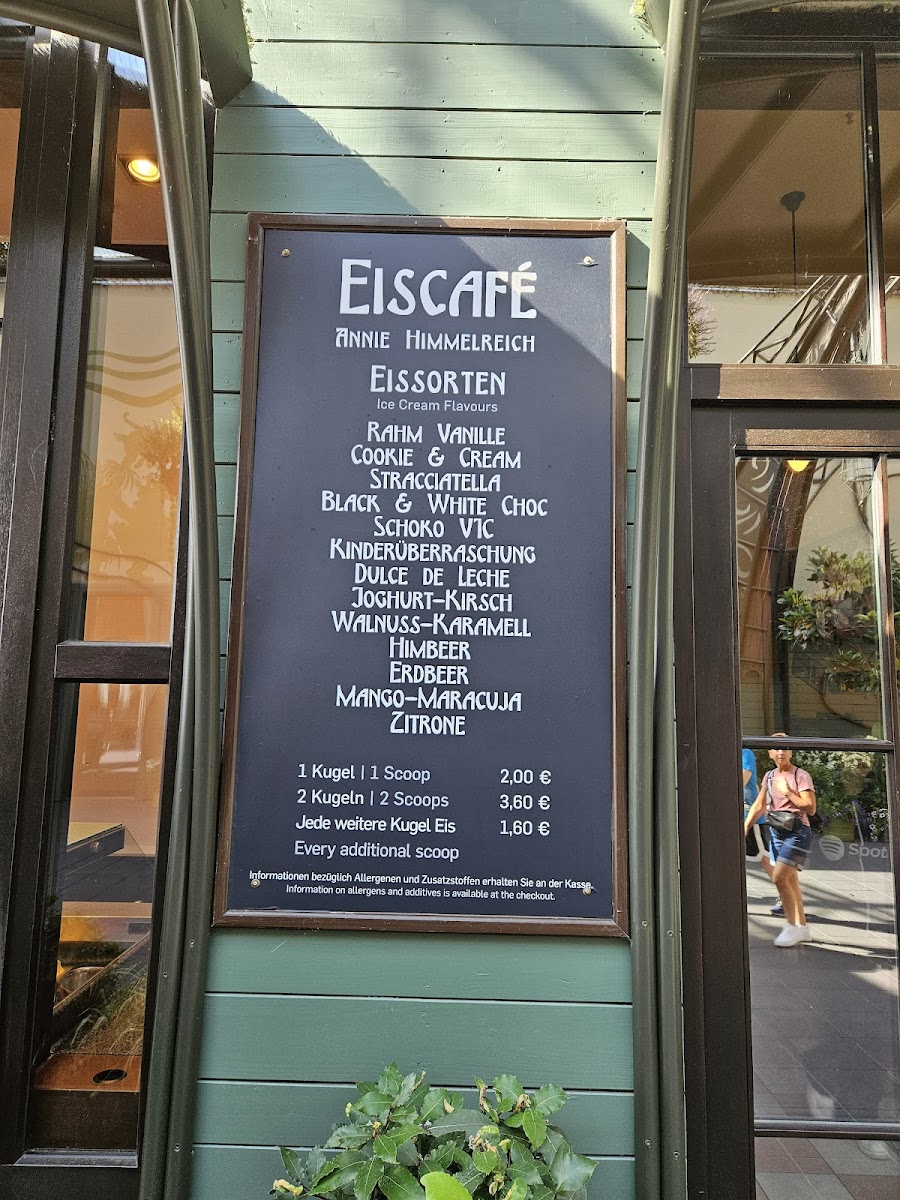 EISCAFÉ
ANNIE HIMMELREICH
EISSORTEN
Ice Cream Flavours
RAHM VANILLE
COOKIE & CREAM
STRACCIATELLA
BLACK & WHITE CHOC
SCHOKO VIC
KINDERÜBERRASCHUNG
DULCE DE LECHE
JOGHURT-KIRSCH
WALNUSS-KARAMELL
HIMBEER
ERDBEER
MANGO-MARACUJA
ZITRONE
1 Kugel | 1 Scoop 2,00 €
2 Kugeln | 2 Scoops 3,60 €
Jede weitere Kugel Eis 1,60 €
Every additional scoop
Informationen bezüglich Allergenen und Zusatzstoffen erhalten Sie an der Kasse.
Information on allergens and additives is available at the checkout.
Spot